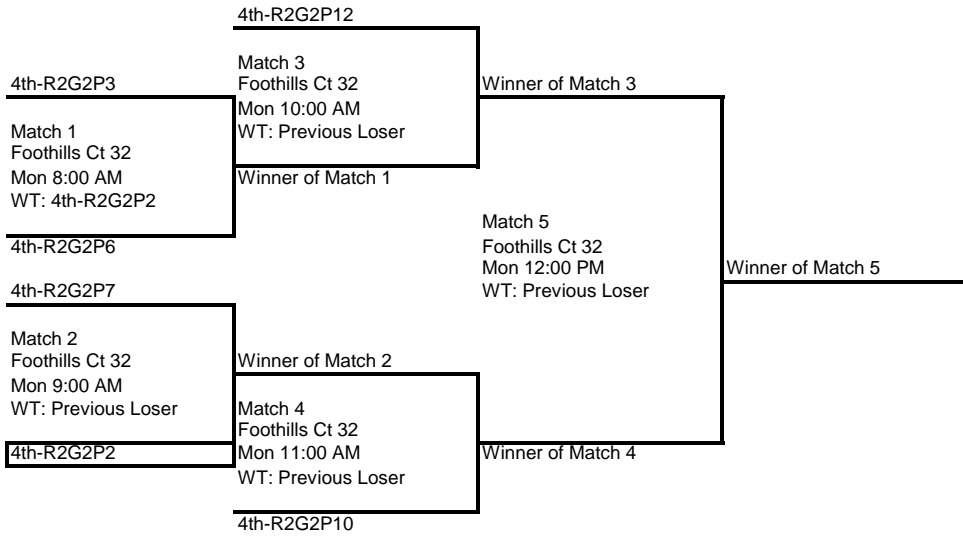 4th-R2G2P12
Match 3
Foothills Ct 32
Mon 10:00 AM
WT: Previous Loser
4th-R2G2P3
Winner of Match 3
Match 1
Foothills Ct 32
Mon 8:00 AM
WT: 4th-R2G2P2
Winner of Match 1
4th-R2G2P6
Match 5
Foothills Ct 32
Mon 12:00 PM
WT: Previous Loser
Winner of Match 5
4th-R2G2P7
Match 2
Foothills Ct 32
Mon 9:00 AM
WT: Previous Loser
Winner of Match 2
4th-R2G2P2
Match 4
Foothills Ct 32
Mon 11:00 AM
WT: Previous Loser
Winner of Match 4
4th-R2G2P10